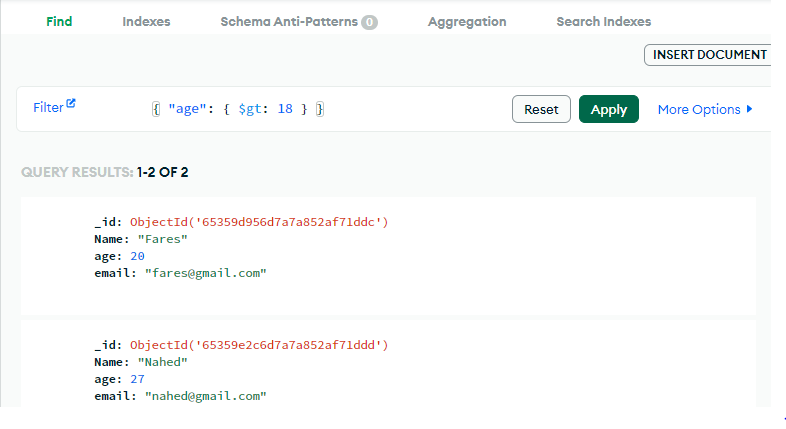 Find Indexes Schema Anti-Patterns 0 Aggregation Search Indexes
INSERT DOCUMENT
Filter { "age": { $gt: 18 } } Reset Apply More Options
QUERY RESULTS: 1-2 OF 2
_id: ObjectId('65359d956d7a7a852af71ddc')
Name: "Fares"
age: 20
email: "fares@gmail.com"
_id: ObjectId('65359e2c6d7a7a852af71ddd')
Name: "Nahed"
age: 27
email: "nahed@gmail.com"